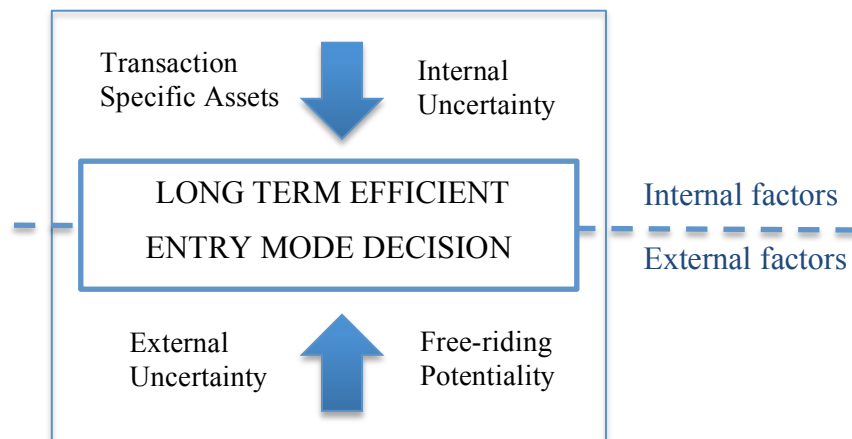 Transaction
Specific Assets
Internal
Uncertainty
LONG TERM EFFICIENT
ENTRY MODE DECISION
Internal factors
External factors
External
Uncertainty
Free-riding
Potentiality